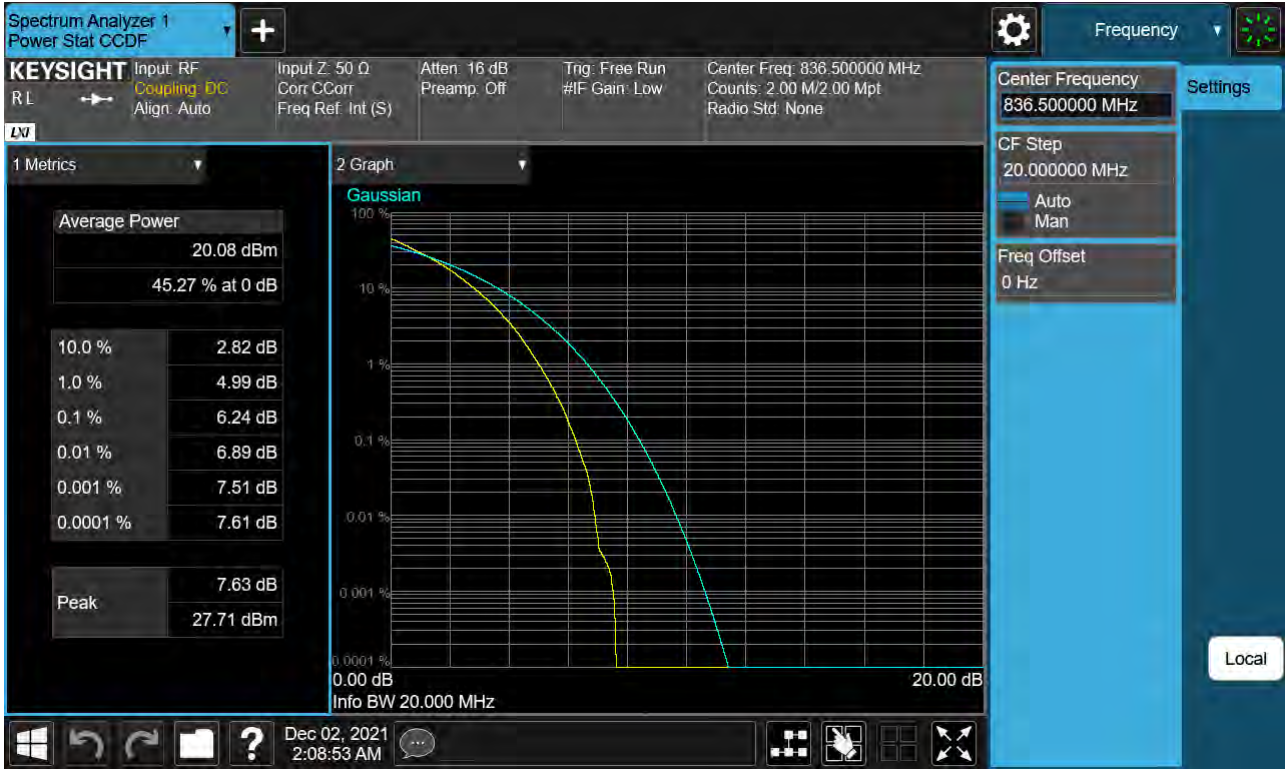 Spectrum Analyzer 1
Power Stat CCDF
Frequency
KEYSIGHT
RL
LXI
Input: RF
Coupling: DC
Align: Auto
Input Z: 50 Ω
Corr CCorr
Freq Ref: Int (S)
Atten: 16 dB
Preamp: Off
Trig: Free Run
#IF Gain: Low
Center Freq: 836.500000 MHz
Counts: 2.00 M/2.00 Mpt
Radio Std: None
Center Frequency
836.500000 MHz
Settings
CF Step
20.000000 MHz
Auto
Man
Freq Offset
0 Hz
Local
1 Metrics
Average Power
20.08 dBm
45.27 % at 0 dB
10.0 % 2.82 dB
1.0 % 4.99 dB
0.1 % 6.24 dB
0.01 % 6.89 dB
0.001 % 7.51 dB
0.0001 % 7.61 dB
Peak
7.63 dB
27.71 dBm
2 Graph
Gaussian
100 %
10 %
1 %
0.1 %
0.01 %
0.001 %
0.0001 %
0.00 dB 20.00 dB
Info BW 20.000 MHz
Dec 02, 2021
2:08:53 AM